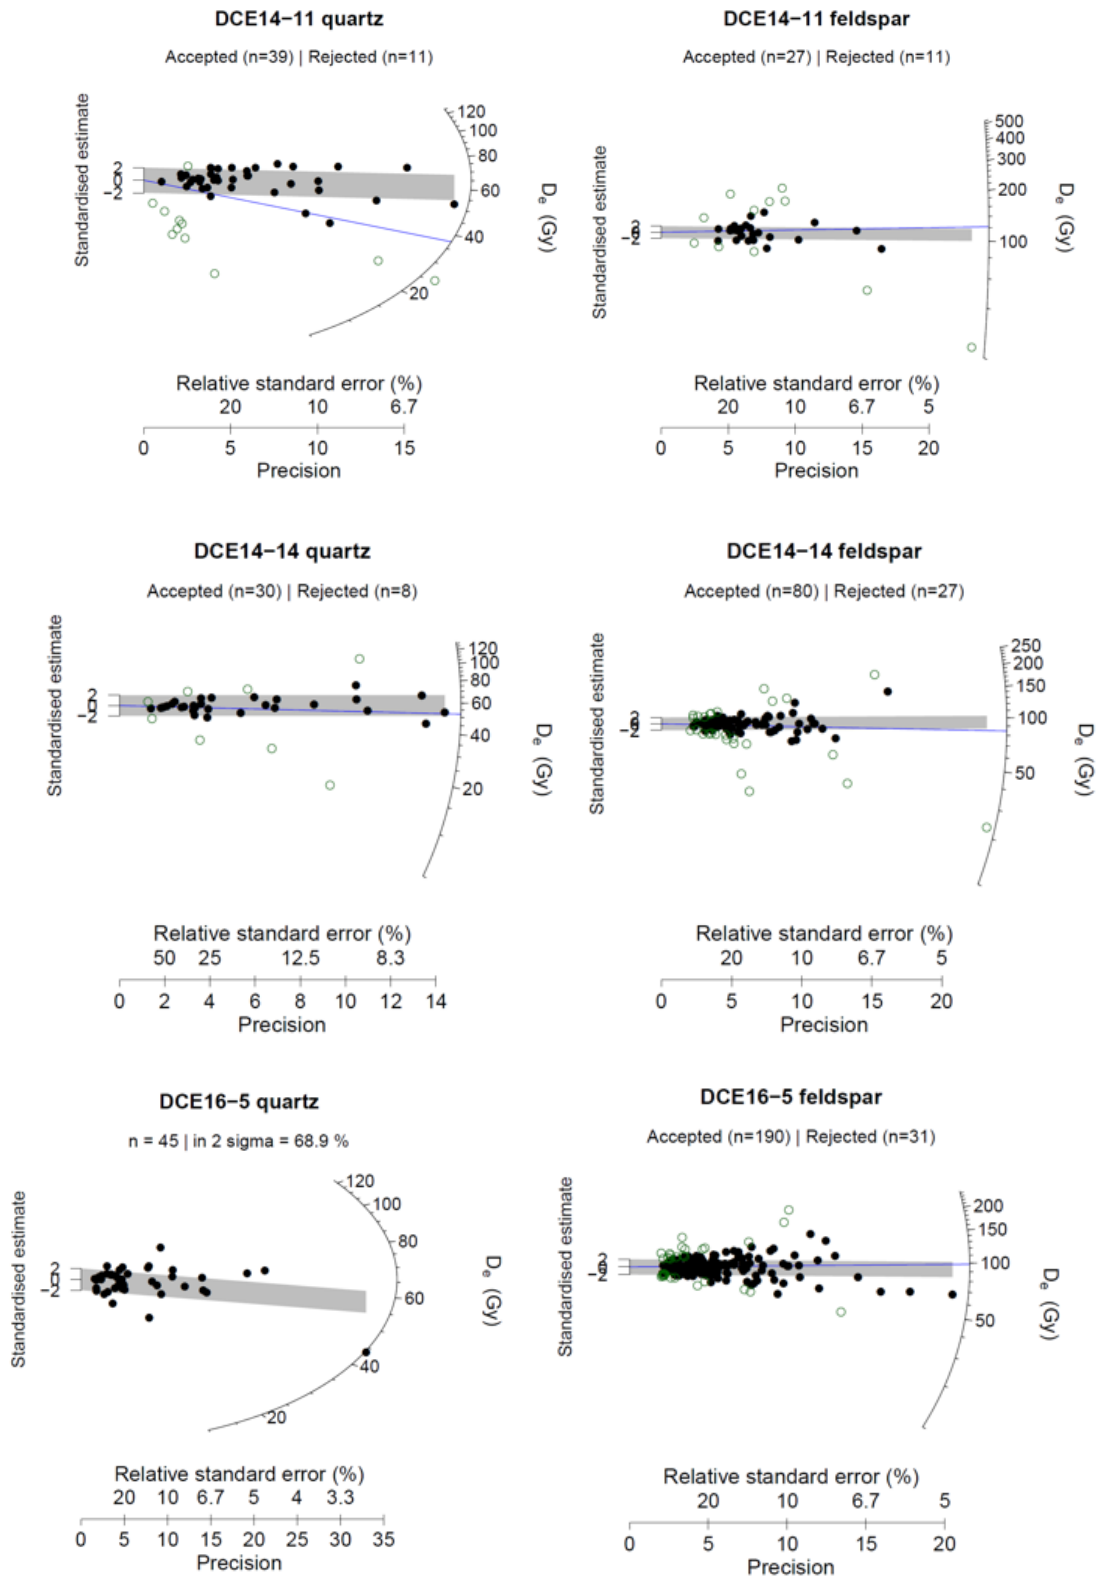 DCE14−11 quartz
Accepted (n=39) | Rejected (n=11)
Standardised estimate
2
0
−2
120
100
80
60
40
20
De (Gy)
Relative standard error (%)
20 10 6.7
0 5 10 15
Precision
DCE14−11 feldspar
Accepted (n=27) | Rejected (n=11)
Standardised estimate
2
0
−2
500
400
300
200
100
De (Gy)
Relative standard error (%)
20 10 6.7 5
0 5 10 15 20
Precision
DCE14−14 quartz
Accepted (n=30) | Rejected (n=8)
Standardised estimate
2
0
−2
120
100
80
60
40
20
De (Gy)
Relative standard error (%)
50 25 12.5 8.3
0 2 4 6 8 10 12 14
Precision
DCE14−14 feldspar
Accepted (n=80) | Rejected (n=27)
Standardised estimate
2
0
−2
250
200
150
100
50
De (Gy)
Relative standard error (%)
20 10 6.7 5
0 5 10 15 20
Precision
DCE16−5 quartz
n = 45 | in 2 sigma = 68.9 %
Standardised estimate
2
0
−2
120
100
80
60
40
20
De (Gy)
Relative standard error (%)
20 10 6.7 5 4 3.3
0 5 10 15 20 25 30 35
Precision
DCE16−5 feldspar
Accepted (n=190) | Rejected (n=31)
Standardised estimate
2
0
−2
200
150
100
50
De (Gy)
Relative standard error (%)
20 10 6.7 5
0 5 10 15 20
Precision